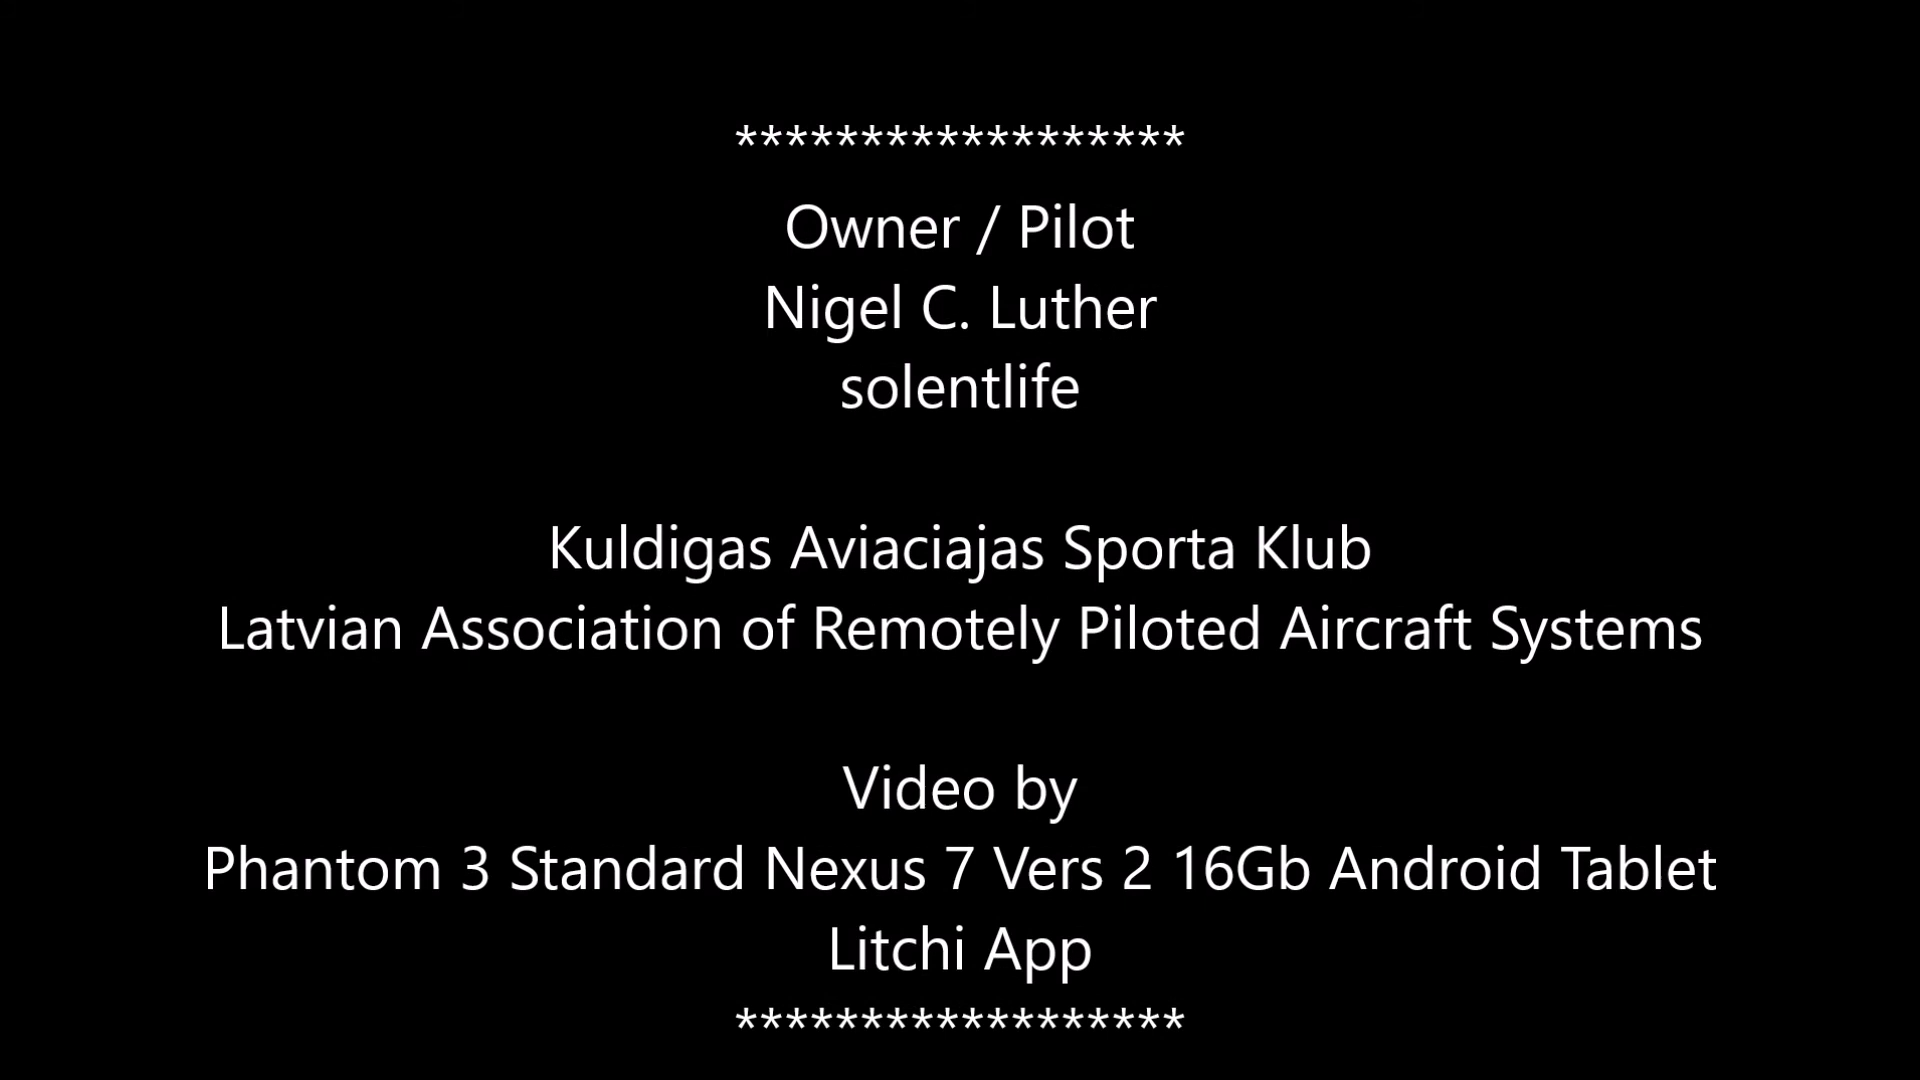 ******************
Owner / Pilot
Nigel C. Luther
solentlife
Kuldigas Aviaciajas Sporta Klub
Latvian Association of Remotely Piloted Aircraft Systems
Video by
Phantom 3 Standard Nexus 7 Vers 2 16Gb Android Tablet
Litchi App
******************